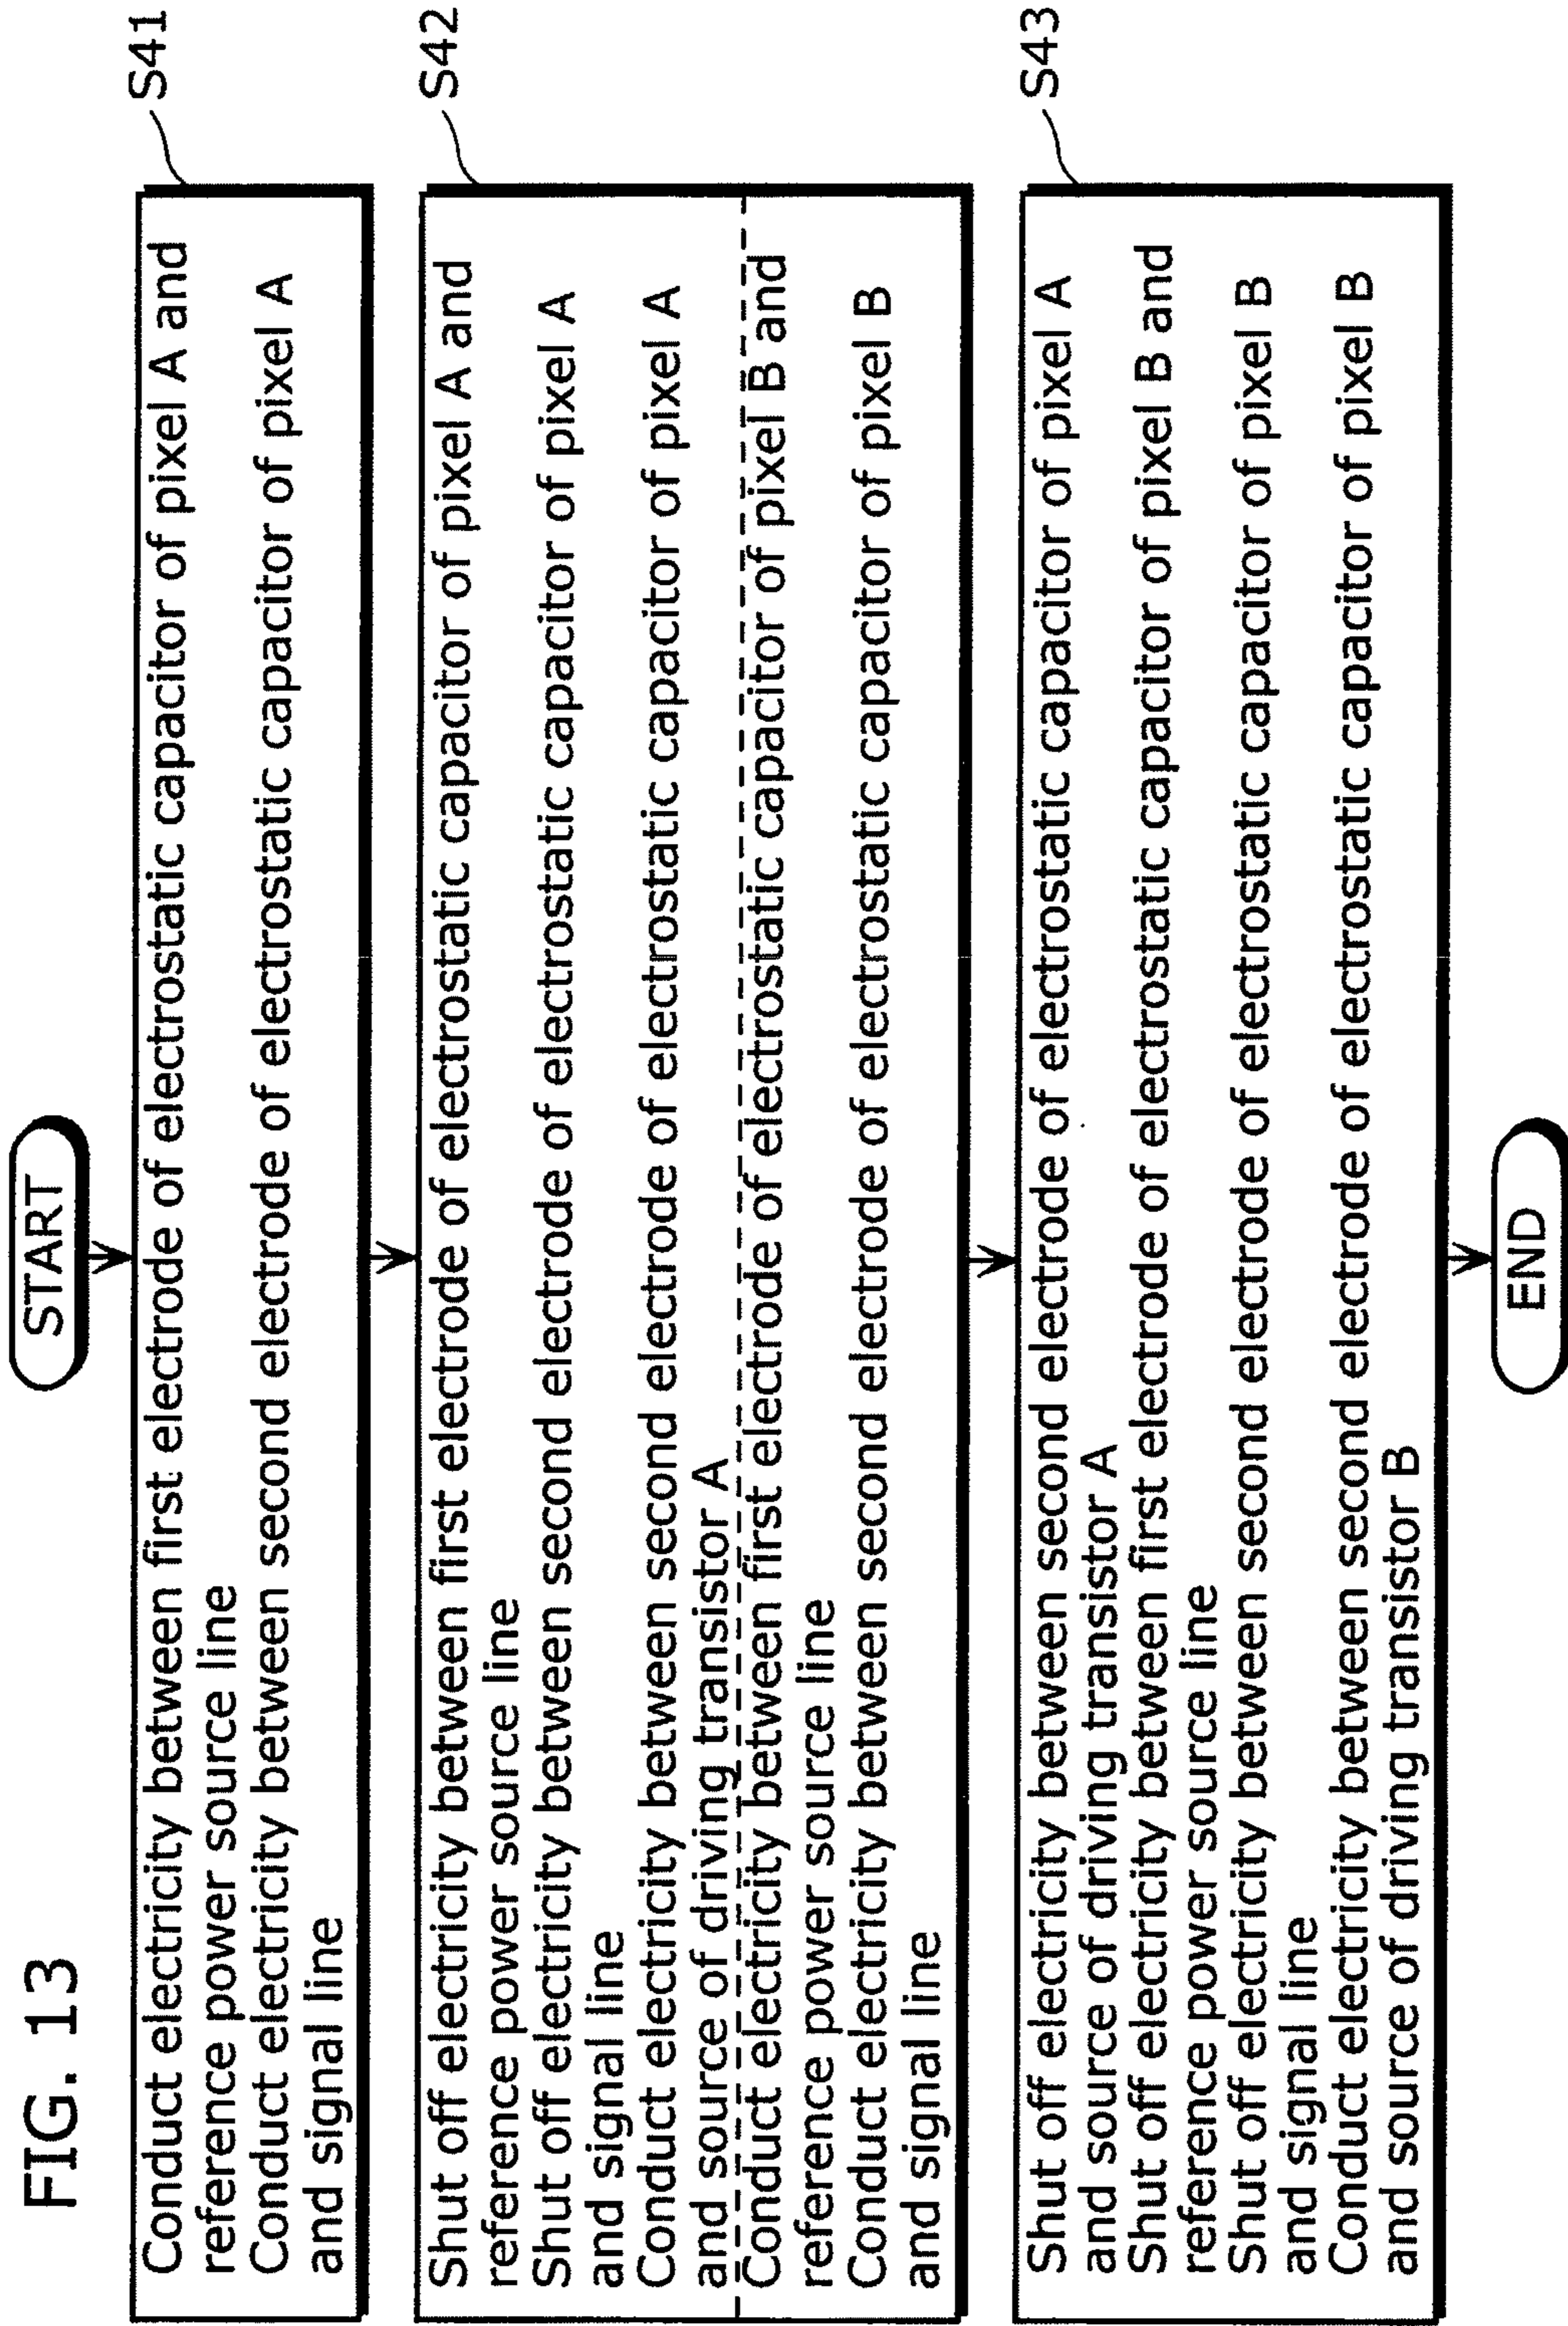 FIG. 13
START
S41
Conduct electricity between first electrode of electrostatic capacitor of pixel A and
reference power source line
Conduct electricity between second electrode of electrostatic capacitor of pixel A
and signal line
S42
Shut off electricity between first electrode of electrostatic capacitor of pixel A and
reference power source line
Shut off electricity between second electrode of electrostatic capacitor of pixel A
and signal line
Conduct electricity between second electrode of electrostatic capacitor of pixel A
and source of driving transistor A
Conduct electricity between first electrode of electrostatic capacitor of pixel B and
reference power source line
Conduct electricity between second electrode of electrostatic capacitor of pixel B
and signal line
S43
Shut off electricity between second electrode of electrostatic capacitor of pixel A
and source of driving transistor A
Shut off electricity between first electrode of electrostatic capacitor of pixel B and
reference power source line
Shut off electricity between second electrode of electrostatic capacitor of pixel B
and signal line
Conduct electricity between second electrode of electrostatic capacitor of pixel B
and source of driving transistor B
END